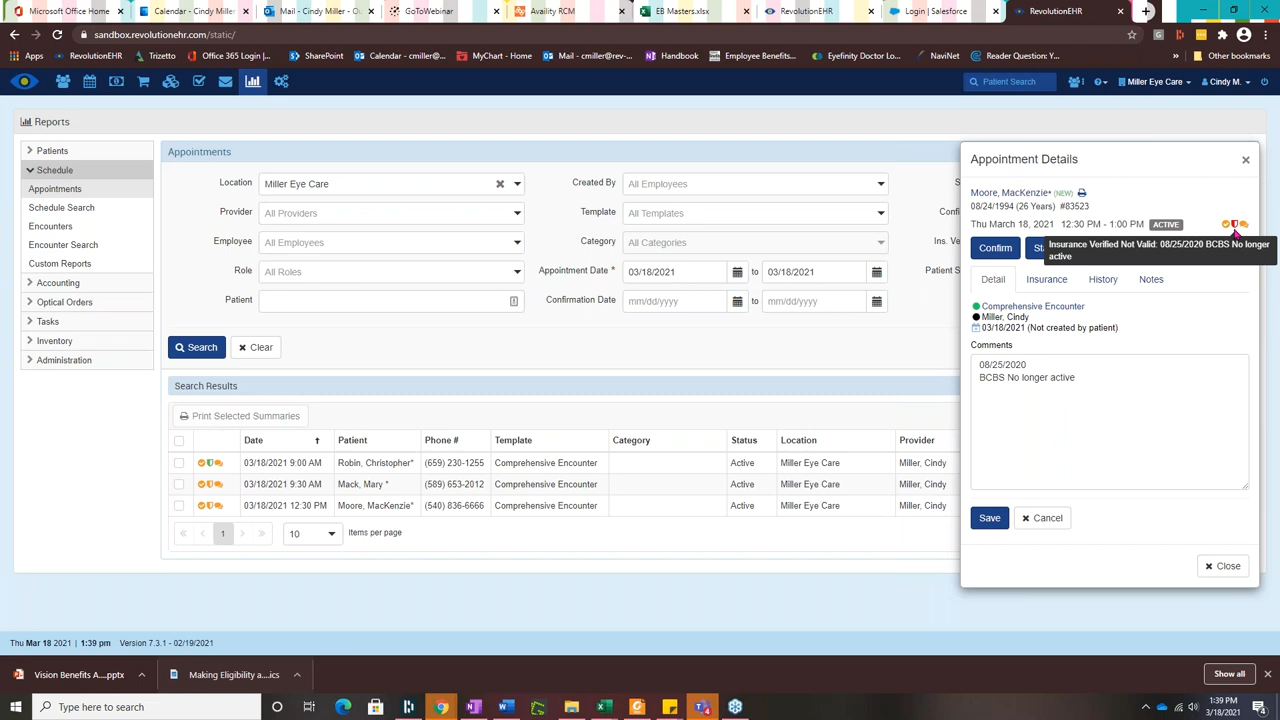 Microsoft Office Home
Calendar - Cindy Miller
Mail - Cindy Miller - Ou
GoToWebinar
Availity RCM
EB Masters.xlsx
RevolutionEHR
Login | Salesforce
RevolutionEHR
sandbox.revolutionehr.com/static/
Apps
RevolutionEHR
Trizetto
Office 365 Login
SharePoint
Calendar - cmiller@...
MyChart - Home
Mail - cmiller@rev-...
Handbook
Employee Benefits...
Eyefinity Doctor Lo...
NaviNet
Reader Question: Y...
Other bookmarks
Patient Search
Miller Eye Care
Cindy M.
Reports
Patients
Schedule
Appointments
Schedule Search
Encounters
Encounter Search
Custom Reports
Accounting
Optical Orders
Tasks
Inventory
Administration
Appointments
Location
Miller Eye Care
Created By
All Employees
S
Provider
All Providers
Template
All Templates
Confi
Employee
All Employees
Category
All Categories
Ins. V
Role
All Roles
Appointment Date *
03/18/2021
to
03/18/2021
Patient S
Patient
Confirmation Date
mm/dd/yyyy
to
mm/dd/yyyy
Search
Clear
Search Results
Print Selected Summaries
Date
Patient
Phone #
Template
Category
Status
Location
Provider
03/18/2021 9:00 AM
Robin, Christopher*
(659) 230-1255
Comprehensive Encounter
Active
Miller Eye Care
Miller, Cindy
03/18/2021 9:30 AM
Mack, Mary *
(589) 653-2012
Comprehensive Encounter
Active
Miller Eye Care
Miller, Cindy
03/18/2021 12:30 PM
Moore, MacKenzie*
(540) 836-6666
Comprehensive Encounter
Active
Miller Eye Care
Miller, Cindy
1
10
Items per page
Appointment Details
Moore, MacKenzie* (NEW)
08/24/1994 (26 Years) #83523
Thu March 18, 2021 12:30 PM - 1:00 PM ACTIVE
Confirm
Insurance Verified Not Valid: 08/25/2020 BCBS No longer
active
Detail
Insurance
History
Notes
Comprehensive Encounter
Miller, Cindy
03/18/2021 (Not created by patient)
Comments
08/25/2020
BCBS No longer active
Save
Cancel
Close
Thu Mar 18 2021 | 1:39 pm Version 7.3.1 - 02/19/2021
Vision Benefits A....pptx
Making Eligibility a....ics
Show all
Type here to search
1:39 PM
3/18/2021